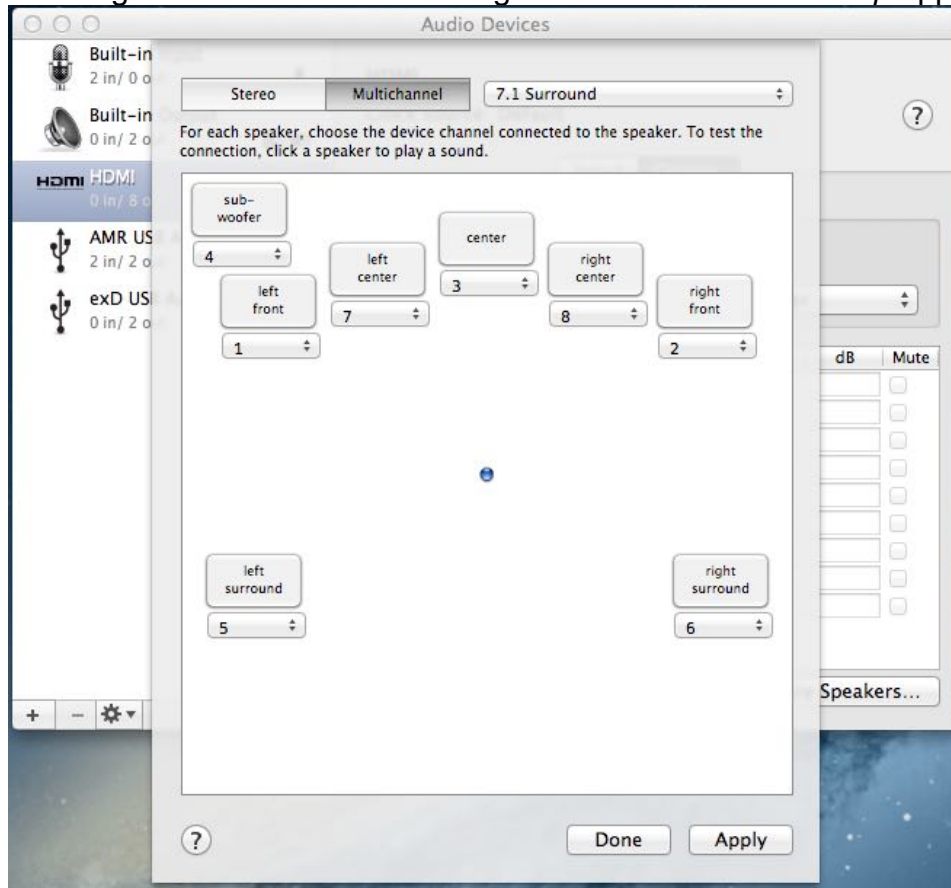 Audio Devices
Built-in
2 in/ 0 o
Built-in
0 in/ 2 o
HDMI HDMI
0 in/ 8 o
AMR US
2 in/ 2 o
exD US
0 in/ 2 o
+ −
Stereo Multichannel 7.1 Surround
For each speaker, choose the device channel connected to the speaker. To test the
connection, click a speaker to play a sound.
sub-
woofer
4
left
front
1
left
center
7
center
3
right
center
8
right
front
2
left
surround
5
right
surround
6
? Done Apply
?
dB Mute
Speakers...